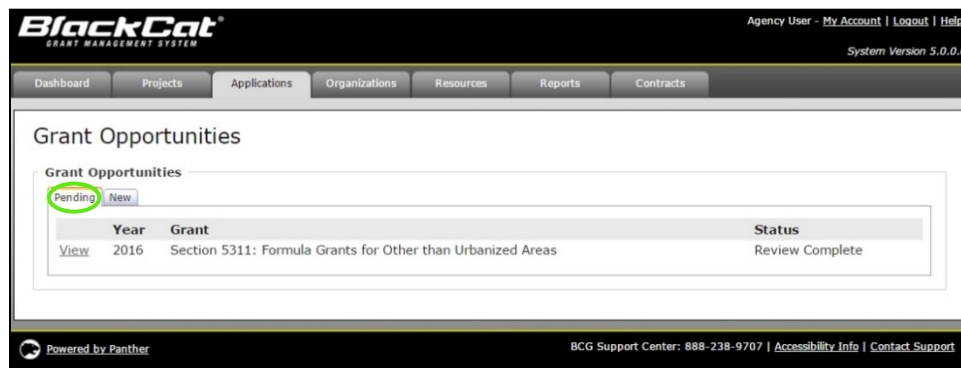 BlackCat®
GRANT MANAGEMENT SYSTEM
Agency User - My Account | Logout | Help
System Version 5.0.0.
Dashboard Projects Applications Organizations Resources Reports Contracts
Grant Opportunities
Grant Opportunities
Pending New
Year Grant Status
View 2016 Section 5311: Formula Grants for Other than Urbanized Areas Review Complete
Powered by Panther
BCG Support Center: 888-238-9707 | Accessibility Info | Contact Support